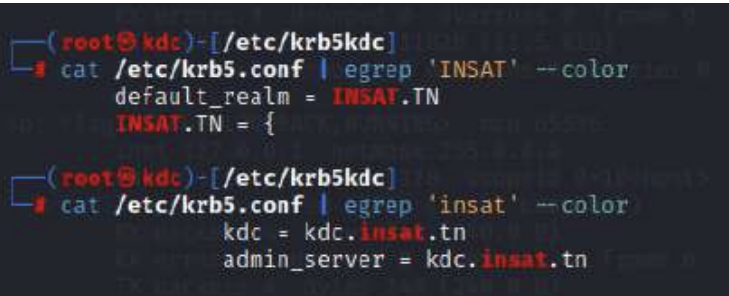 ┌──(root㉿kdc)-[/etc/krb5kdc]
└─# cat /etc/krb5.conf | egrep 'INSAT' --color
default_realm = INSAT.TN
INSAT.TN = {
┌──(root㉿kdc)-[/etc/krb5kdc]
└─# cat /etc/krb5.conf | egrep 'insat' --color
kdc = kdc.insat.tn
admin_server = kdc.insat.tn